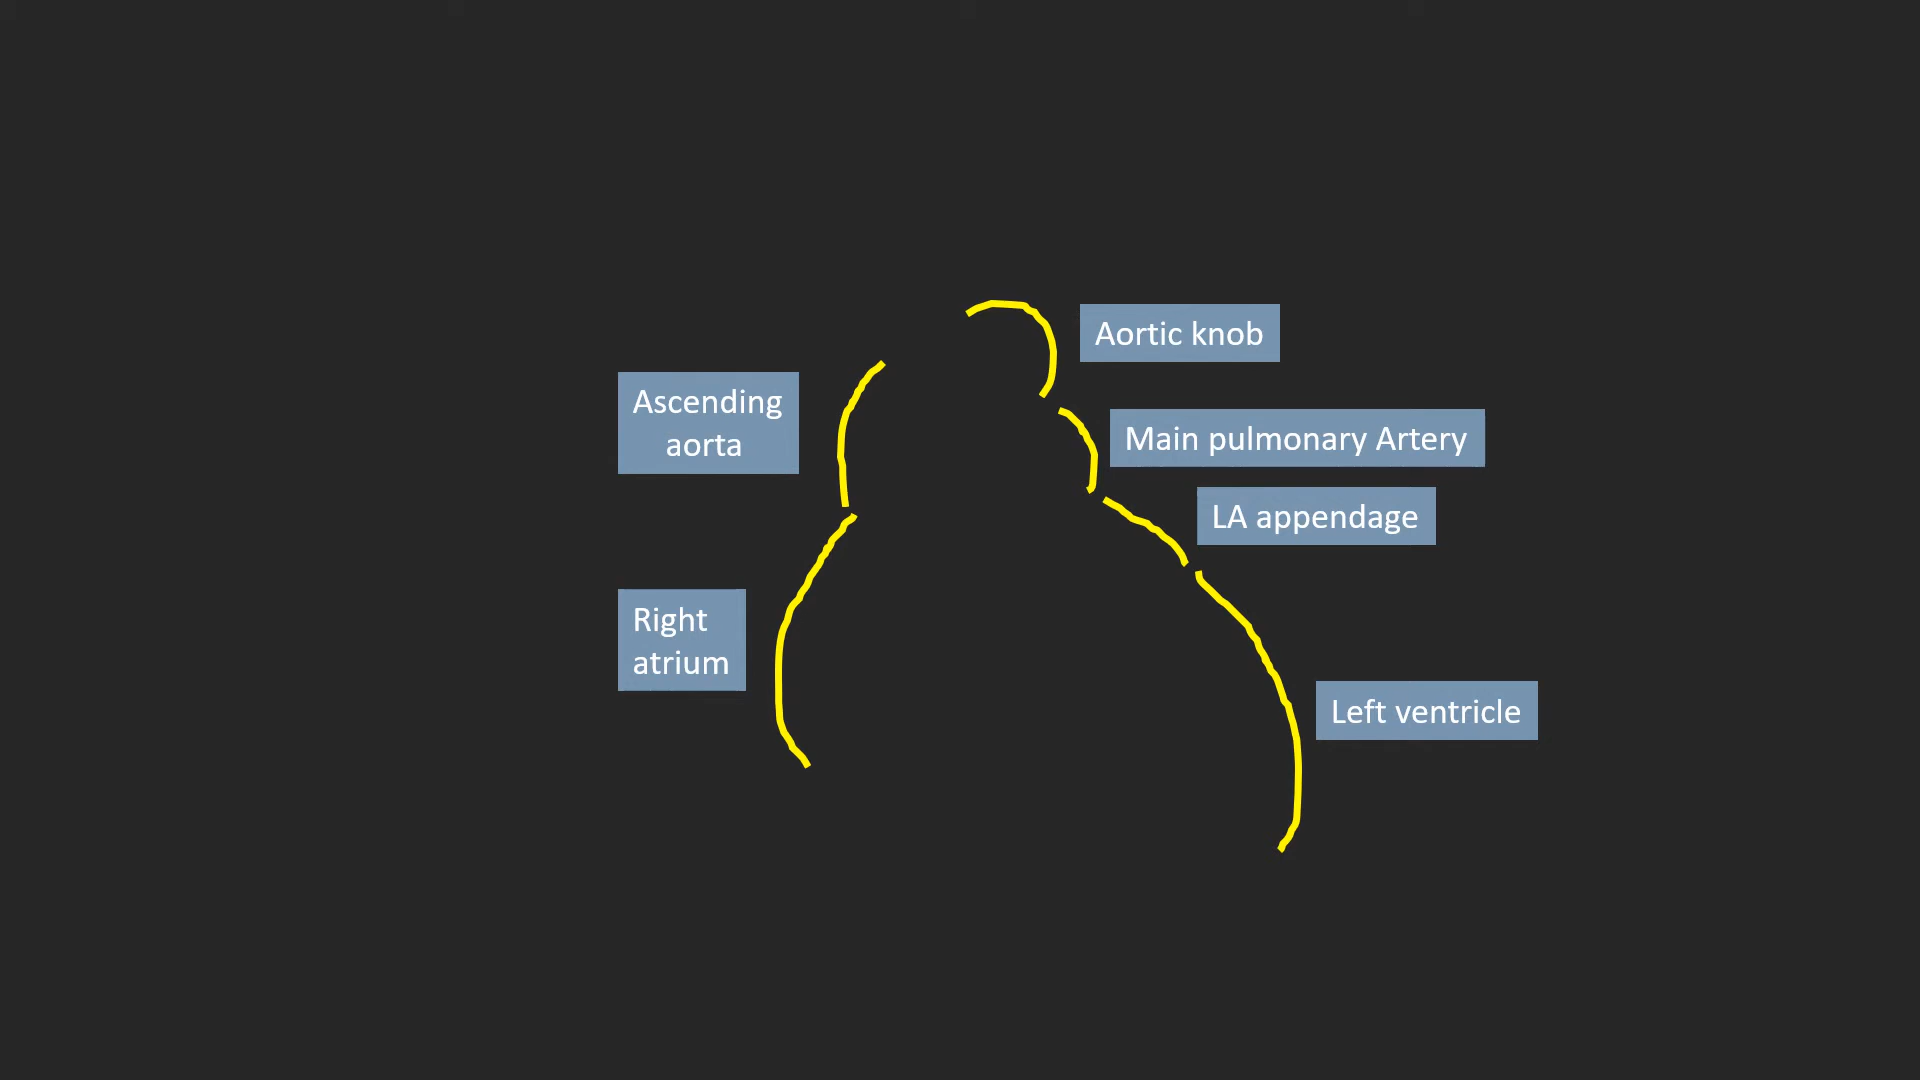 Aortic knob
Ascending
aorta
Main pulmonary Artery
LA appendage
Right
atrium
Left ventricle